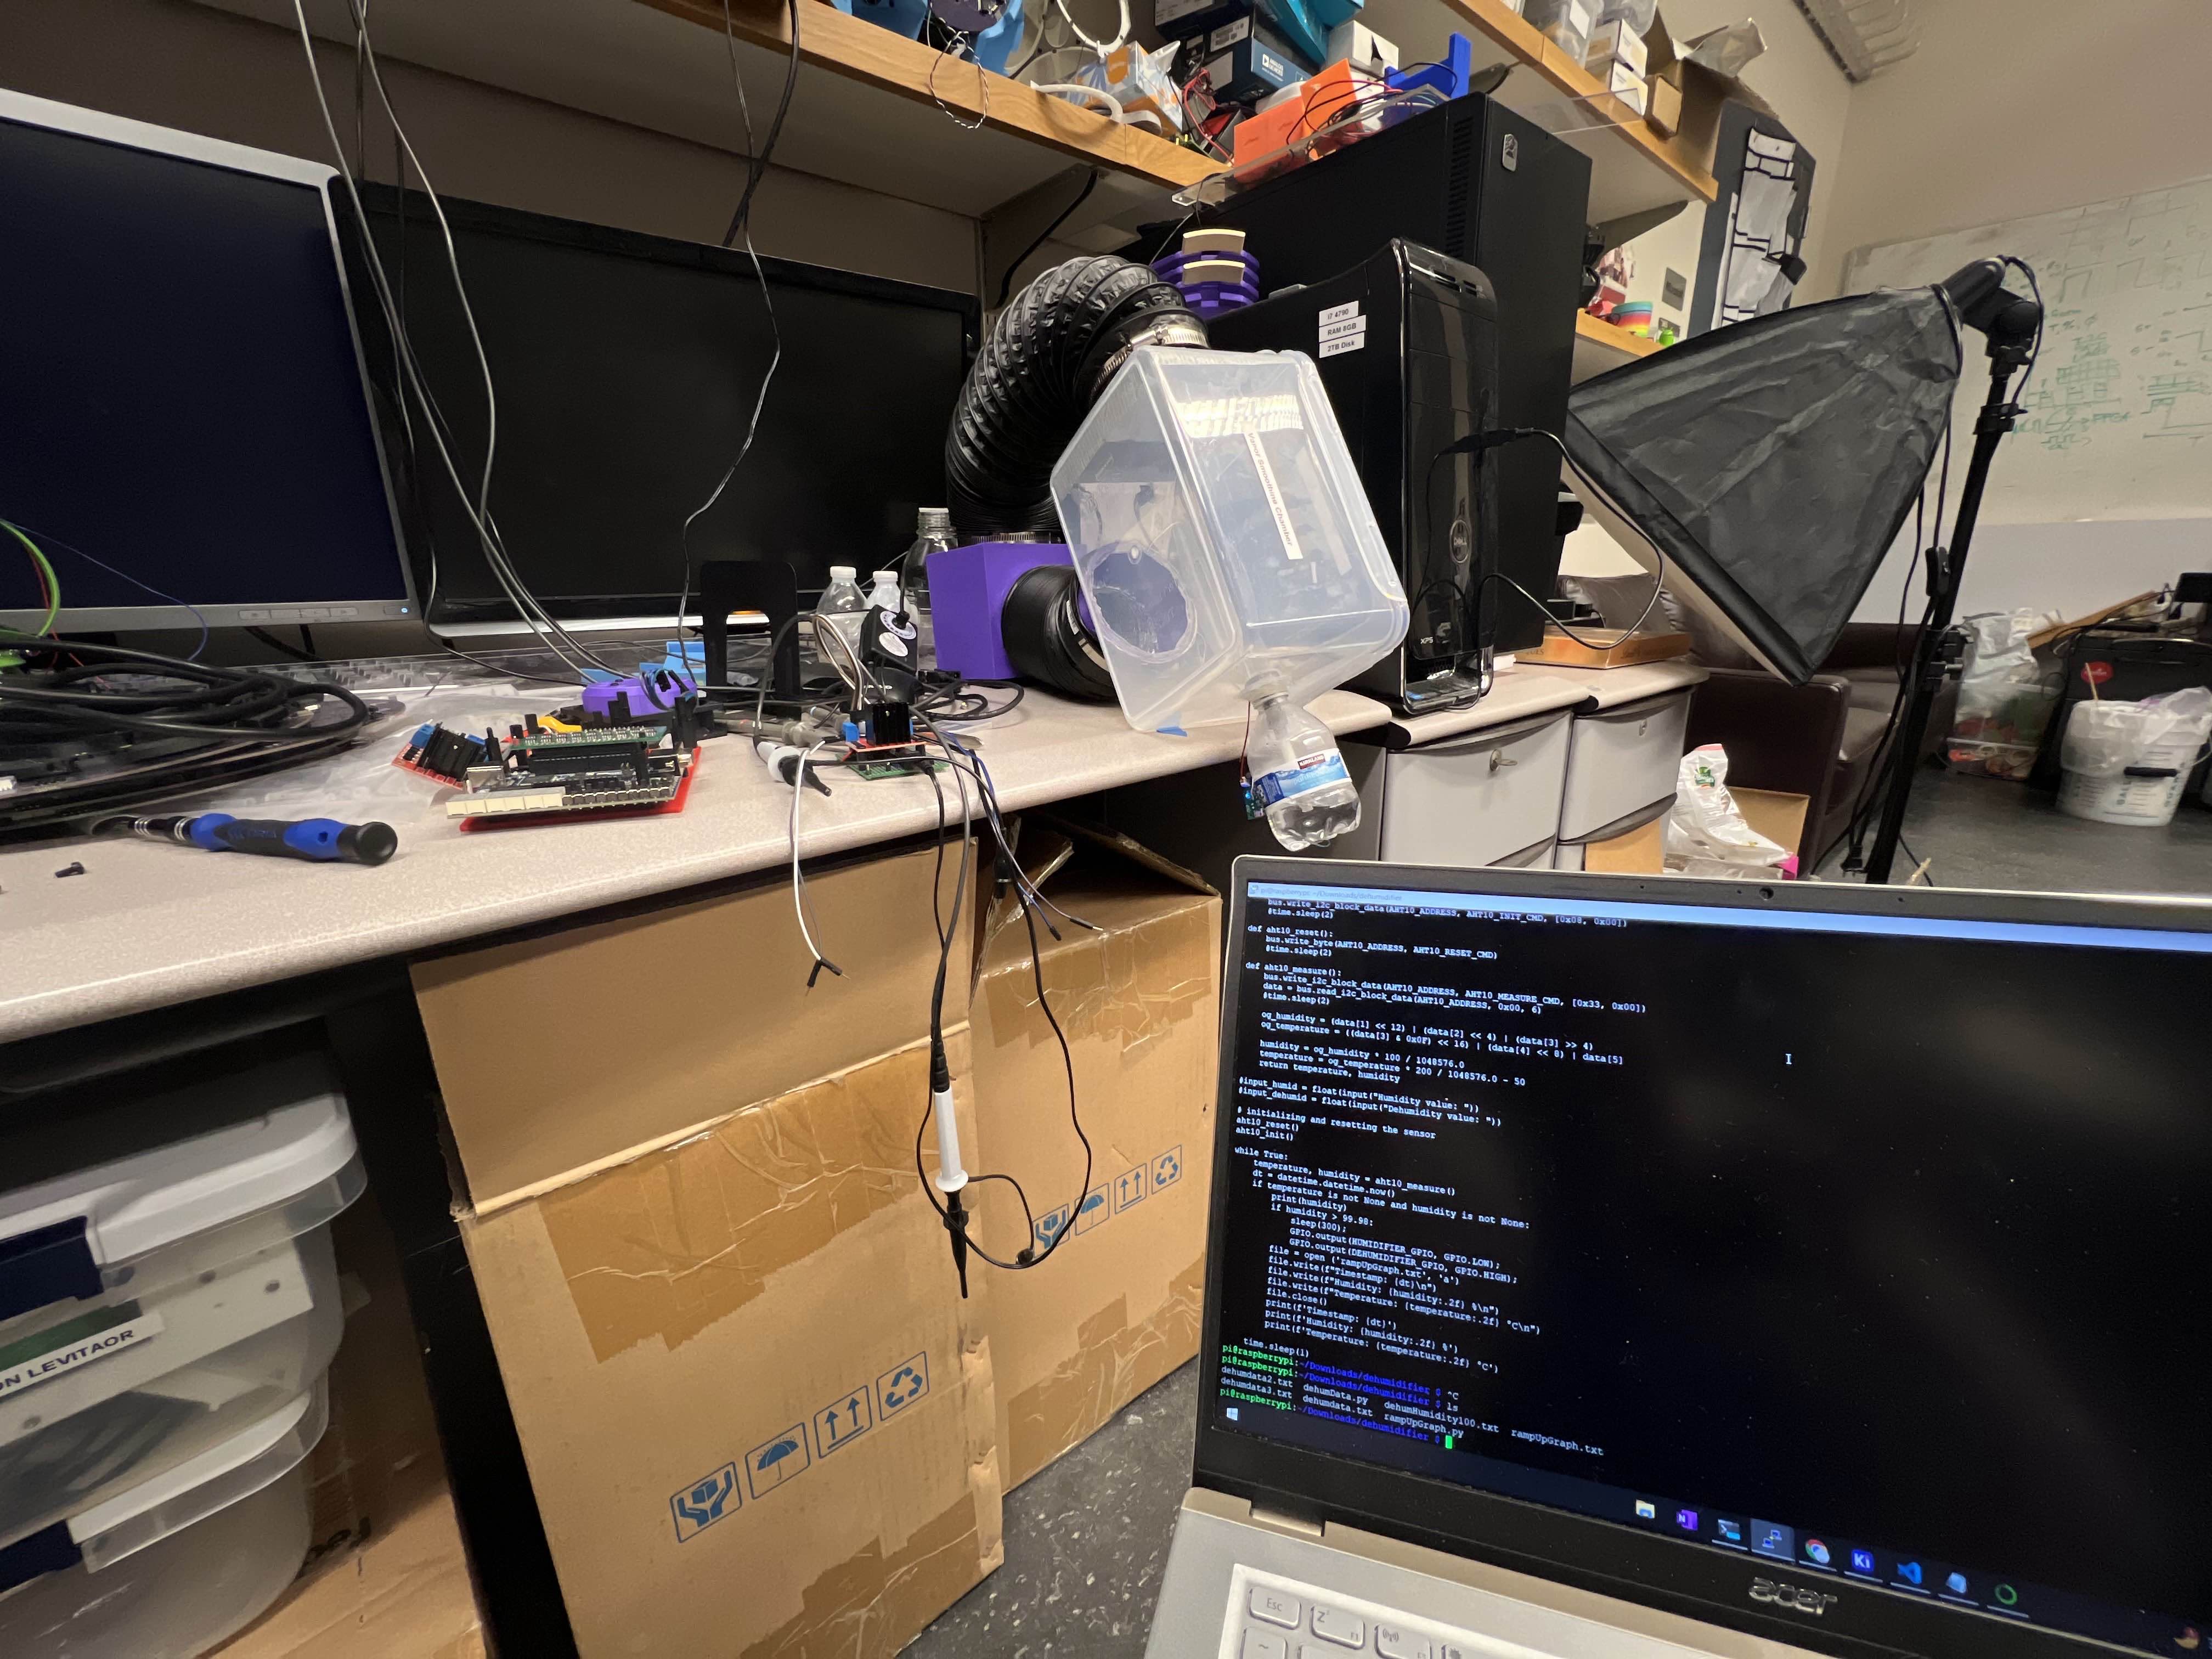 i7 4790
RAM 8GB
2TB Disk
Vapour Smoothing Chamber
DELL
XPS
KIRKLAND
ON LEVITAOR
bus.write_i2c_block_data(AHT10_ADDRESS, AHT10_INIT_CMD, [0x08, 0x00])
#time.sleep(2)
def aht10_reset():
bus.write_byte(AHT10_ADDRESS, AHT10_RESET_CMD)
#time.sleep(2)
def aht10_measure():
bus.write_i2c_block_data(AHT10_ADDRESS, AHT10_MEASURE_CMD, [0x33, 0x00])
data = bus.read_i2c_block_data(AHT10_ADDRESS, 0x00, 6)
#time.sleep(2)
og_humidity = (data[1] << 12) | (data[2] << 4) | (data[3] >> 4)
og_temperature = ((data[3] & 0x0F) << 16) | (data[4] << 8) | data[5]
humidity = og_humidity * 100 / 1048576.0
temperature = og_temperature * 200 / 1048576.0 - 50
return temperature, humidity
#input_humid = float(input("Humidity value: "))
#input_dehumid = float(input("Dehumidity value: "))
# initializing and resetting the sensor
aht10_reset()
aht10_init()
while True:
temperature, humidity = aht10_measure()
dt = datetime.datetime.now()
if temperature is not None and humidity is not None:
print(humidity)
if humidity > 99.98:
sleep(300);
GPIO.output(HUMIDIFIER_GPIO, GPIO.LOW);
GPIO.output(DEHUMIDIFIER_GPIO, GPIO.HIGH);
file = open ('rampUpGraph.txt', 'a')
file.write(f"Timestamp: {dt}\n")
file.write(f"Humidity: {humidity:.2f} %\n")
file.write(f"Temperature: {temperature:.2f} °C\n")
file.close()
print(f'Timestamp: {dt}')
print(f'Humidity: {humidity:.2f} %')
print(f'Temperature: {temperature:.2f} °C')
time.sleep(1)
pi@raspberrypi:~/Downloads/dehumidifier $ ^C
pi@raspberrypi:~/Downloads/dehumidifier $ ls
dehumdata2.txt dehumData.py dehumHumidity100.txt rampUpGraph.txt
dehumdata3.txt dehumdata.txt rampUpGraph.py
pi@raspberrypi:~/Downloads/dehumidifier $
N
Ki
acer
Esc